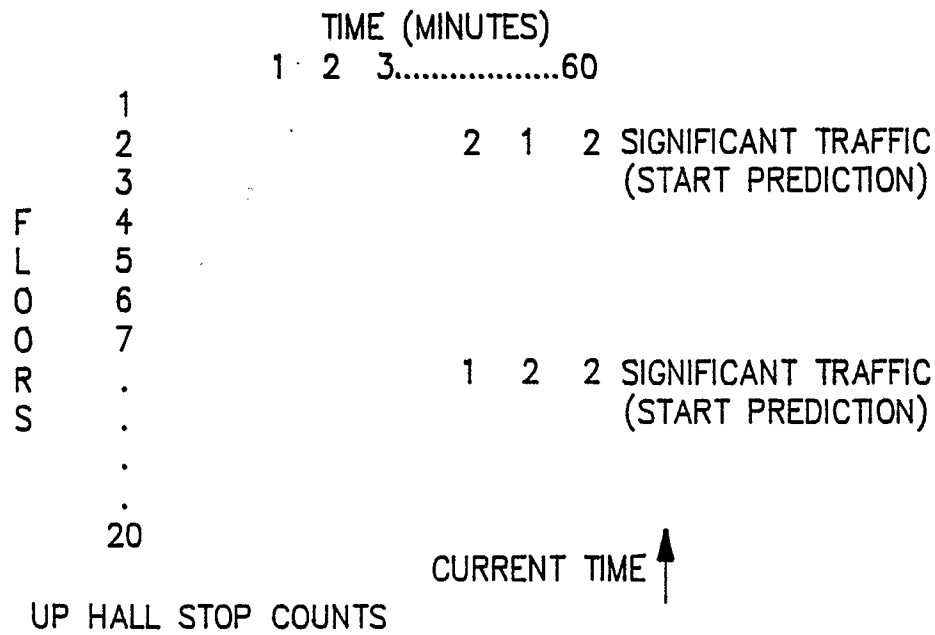 TIME (MINUTES)
1 2 3..................60
1
2 2 1 2 SIGNIFICANT TRAFFIC
3 (START PREDICTION)
F 4
L 5
O 6
O 7
R . 1 2 2 SIGNIFICANT TRAFFIC
S . (START PREDICTION)
.
.
20
CURRENT TIME
UP HALL STOP COUNTS